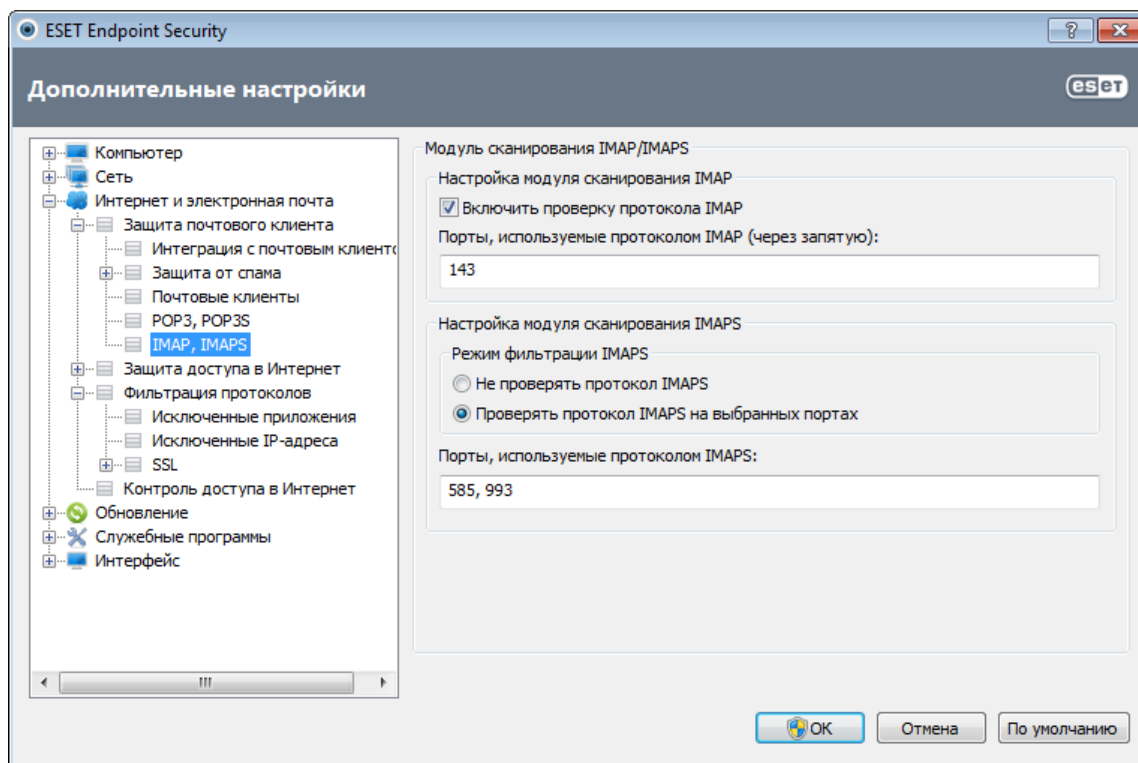 ESET Endpoint Security
Дополнительные настройки
eset
Компьютер
Сеть
Интернет и электронная почта
Защита почтового клиента
Интеграция с почтовым клиенто
Защита от спама
Почтовые клиенты
POP3, POP3S
IMAP, IMAPS
Защита доступа в Интернет
Фильтрация протоколов
Исключенные приложения
Исключенные IP-адреса
SSL
Контроль доступа в Интернет
Обновление
Служебные программы
Интерфейс
Модуль сканирования IMAP/IMAPS
Настройка модуля сканирования IMAP
Включить проверку протокола IMAP
Порты, используемые протоколом IMAP (через запятую):
143
Настройка модуля сканирования IMAPS
Режим фильтрации IMAPS
Не проверять протокол IMAPS
Проверять протокол IMAPS на выбранных портах
Порты, используемые протоколом IMAPS:
585, 993
OK
Отмена
По умолчанию